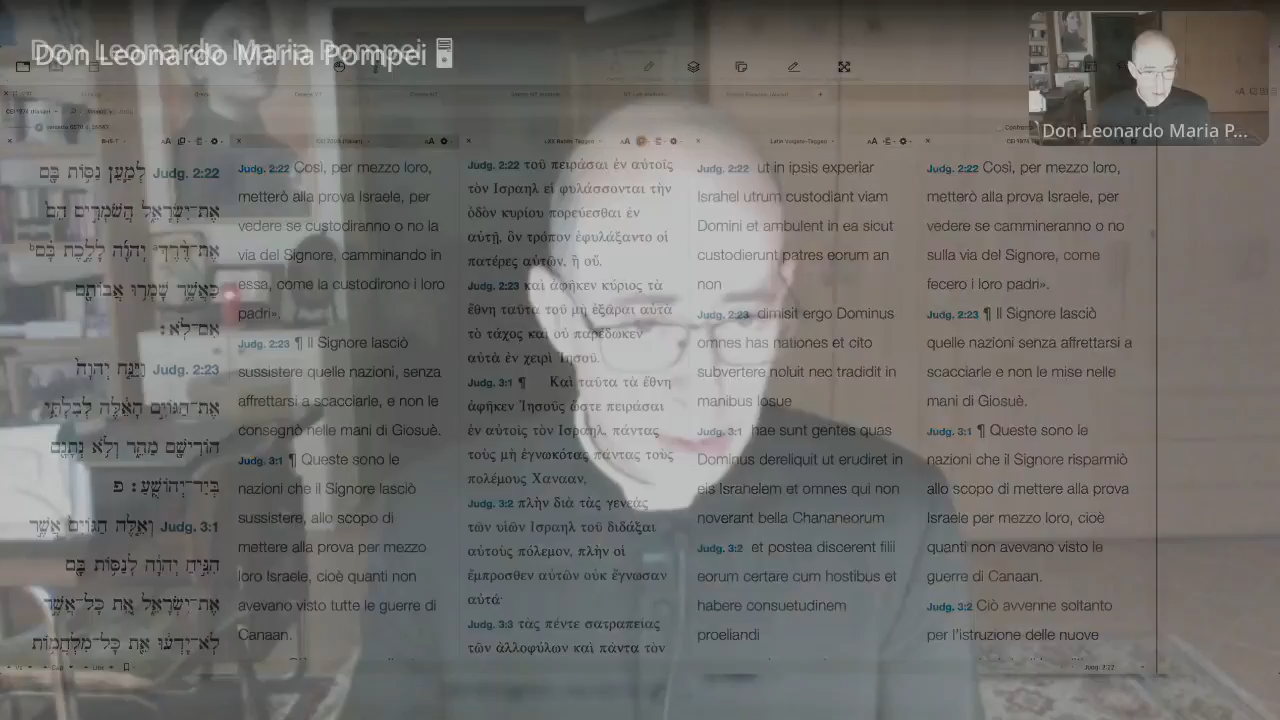 Don Leonardo Maria Pompei
Don Leonardo Maria P...
Judg. 2:22 לְמַ֛עַן נַסּ֥וֹת בָּ֖ם
אֶת־יִשְׂרָאֵ֑ל הֲשֹׁמְרִ֣ים הֵם֩
אֶת־דֶּ֨רֶךְ יְהוָ֜ה לָלֶ֣כֶת בָּ֗ם
כַּאֲשֶׁ֛ר שָׁמְר֥וּ אֲבוֹתָ֖ם
אִם־לֹֽא׃
Judg. 2:23 וַיַּנַּ֤ח יְהוָה֙
אֶת־הַגּוֹיִ֣ם הָאֵ֔לֶּה לְבִלְתִּ֥י
הוֹרִישָׁ֖ם מַהֵ֑ר וְלֹ֥א נְתָנָ֖ם
בְּיַד־יְהוֹשֻֽׁעַ׃ פ
Judg. 3:1 וְאֵ֤לֶּה הַגּוֹיִם֙ אֲשֶׁ֣ר
הִנִּ֣יחַ יְהוָ֔ה לְנַסּ֥וֹת בָּ֖ם
אֶת־יִשְׂרָאֵ֑ל אֵ֚ת כָּל־אֲשֶׁ֣ר
לֹֽא־יָדְע֔וּ אֵ֖ת כָּל־מִלְחֲמ֥וֹת
Judg. 2:22 Così, per mezzo loro,
metterò alla prova Israele, per
vedere se custodiranno o no la
via del Signore, camminando in
essa, come la custodirono i loro
padri».
Judg. 2:23 ¶ Il Signore lasciò
sussistere quelle nazioni, senza
affrettarsi a scacciarle, e non le
consegnò nelle mani di Giosuè.
Judg. 3:1 ¶ Queste sono le
nazioni che il Signore lasciò
sussistere, allo scopo di
mettere alla prova per mezzo
loro Israele, cioè quanti non
avevano visto tutte le guerre di
Canaan.
Judg. 2:22 τοῦ πειράσαι ἐν αὐτοῖς
τὸν Ισραηλ εἰ φυλάσσονται τὴν
ὁδὸν κυρίου πορεύεσθαι ἐν
αὐτῇ, ὃν τρόπον ἐφυλάξαντο οἱ
πατέρες αὐτῶν, ἢ οὔ.
Judg. 2:23 καὶ ἀφῆκεν κύριος τὰ
ἔθνη ταῦτα τοῦ μὴ ἐξᾶραι αὐτὰ
τὸ τάχος καὶ οὐ παρέδωκεν
αὐτὰ ἐν χειρὶ Ἰησοῦ.
Judg. 3:1 ¶ Καὶ ταῦτα τὰ ἔθνη
ἀφῆκεν Ἰησοῦς ὥστε πειράσαι
ἐν αὐτοῖς τὸν Ισραηλ, πάντας
τοὺς μὴ ἐγνωκότας πάντας τοὺς
πολέμους Χανααν,
Judg. 3:2 πλὴν διὰ τὰς γενεὰς
τῶν υἱῶν Ισραηλ τοῦ διδάξαι
αὐτοὺς πόλεμον, πλὴν οἱ
ἔμπροσθεν αὐτῶν οὐκ ἔγνωσαν
αὐτά·
Judg. 3:3 τὰς πέντε σατραπείας
τῶν ἀλλοφύλων καὶ πάντα τὸν
Judg. 2:22 ut in ipsis experiar
Israhel utrum custodiant viam
Domini et ambulent in ea sicut
custodierunt patres eorum an
non
Judg. 2:23 dimisit ergo Dominus
omnes has nationes et cito
subvertere noluit nec tradidit in
manibus Iosue
Judg. 3:1 hae sunt gentes quas
Dominus dereliquit ut erudiret in
eis Israhelem et omnes qui non
noverant bella Chananeorum
Judg. 3:2 et postea discerent filii
eorum certare cum hostibus et
habere consuetudinem
proeliandi
Judg. 2:22 Così, per mezzo loro,
metterò alla prova Israele, per
vedere se cammineranno o no
sulla via del Signore, come
fecero i loro padri».
Judg. 2:23 ¶ Il Signore lasciò
quelle nazioni senza affrettarsi a
scacciarle e non le mise nelle
mani di Giosuè.
Judg. 3:1 ¶ Queste sono le
nazioni che il Signore risparmiò
allo scopo di mettere alla prova
Israele per mezzo loro, cioè
quanti non avevano visto le
guerre di Canaan.
Judg. 3:2 Ciò avvenne soltanto
per l'istruzione delle nuove
Judg. 2:22